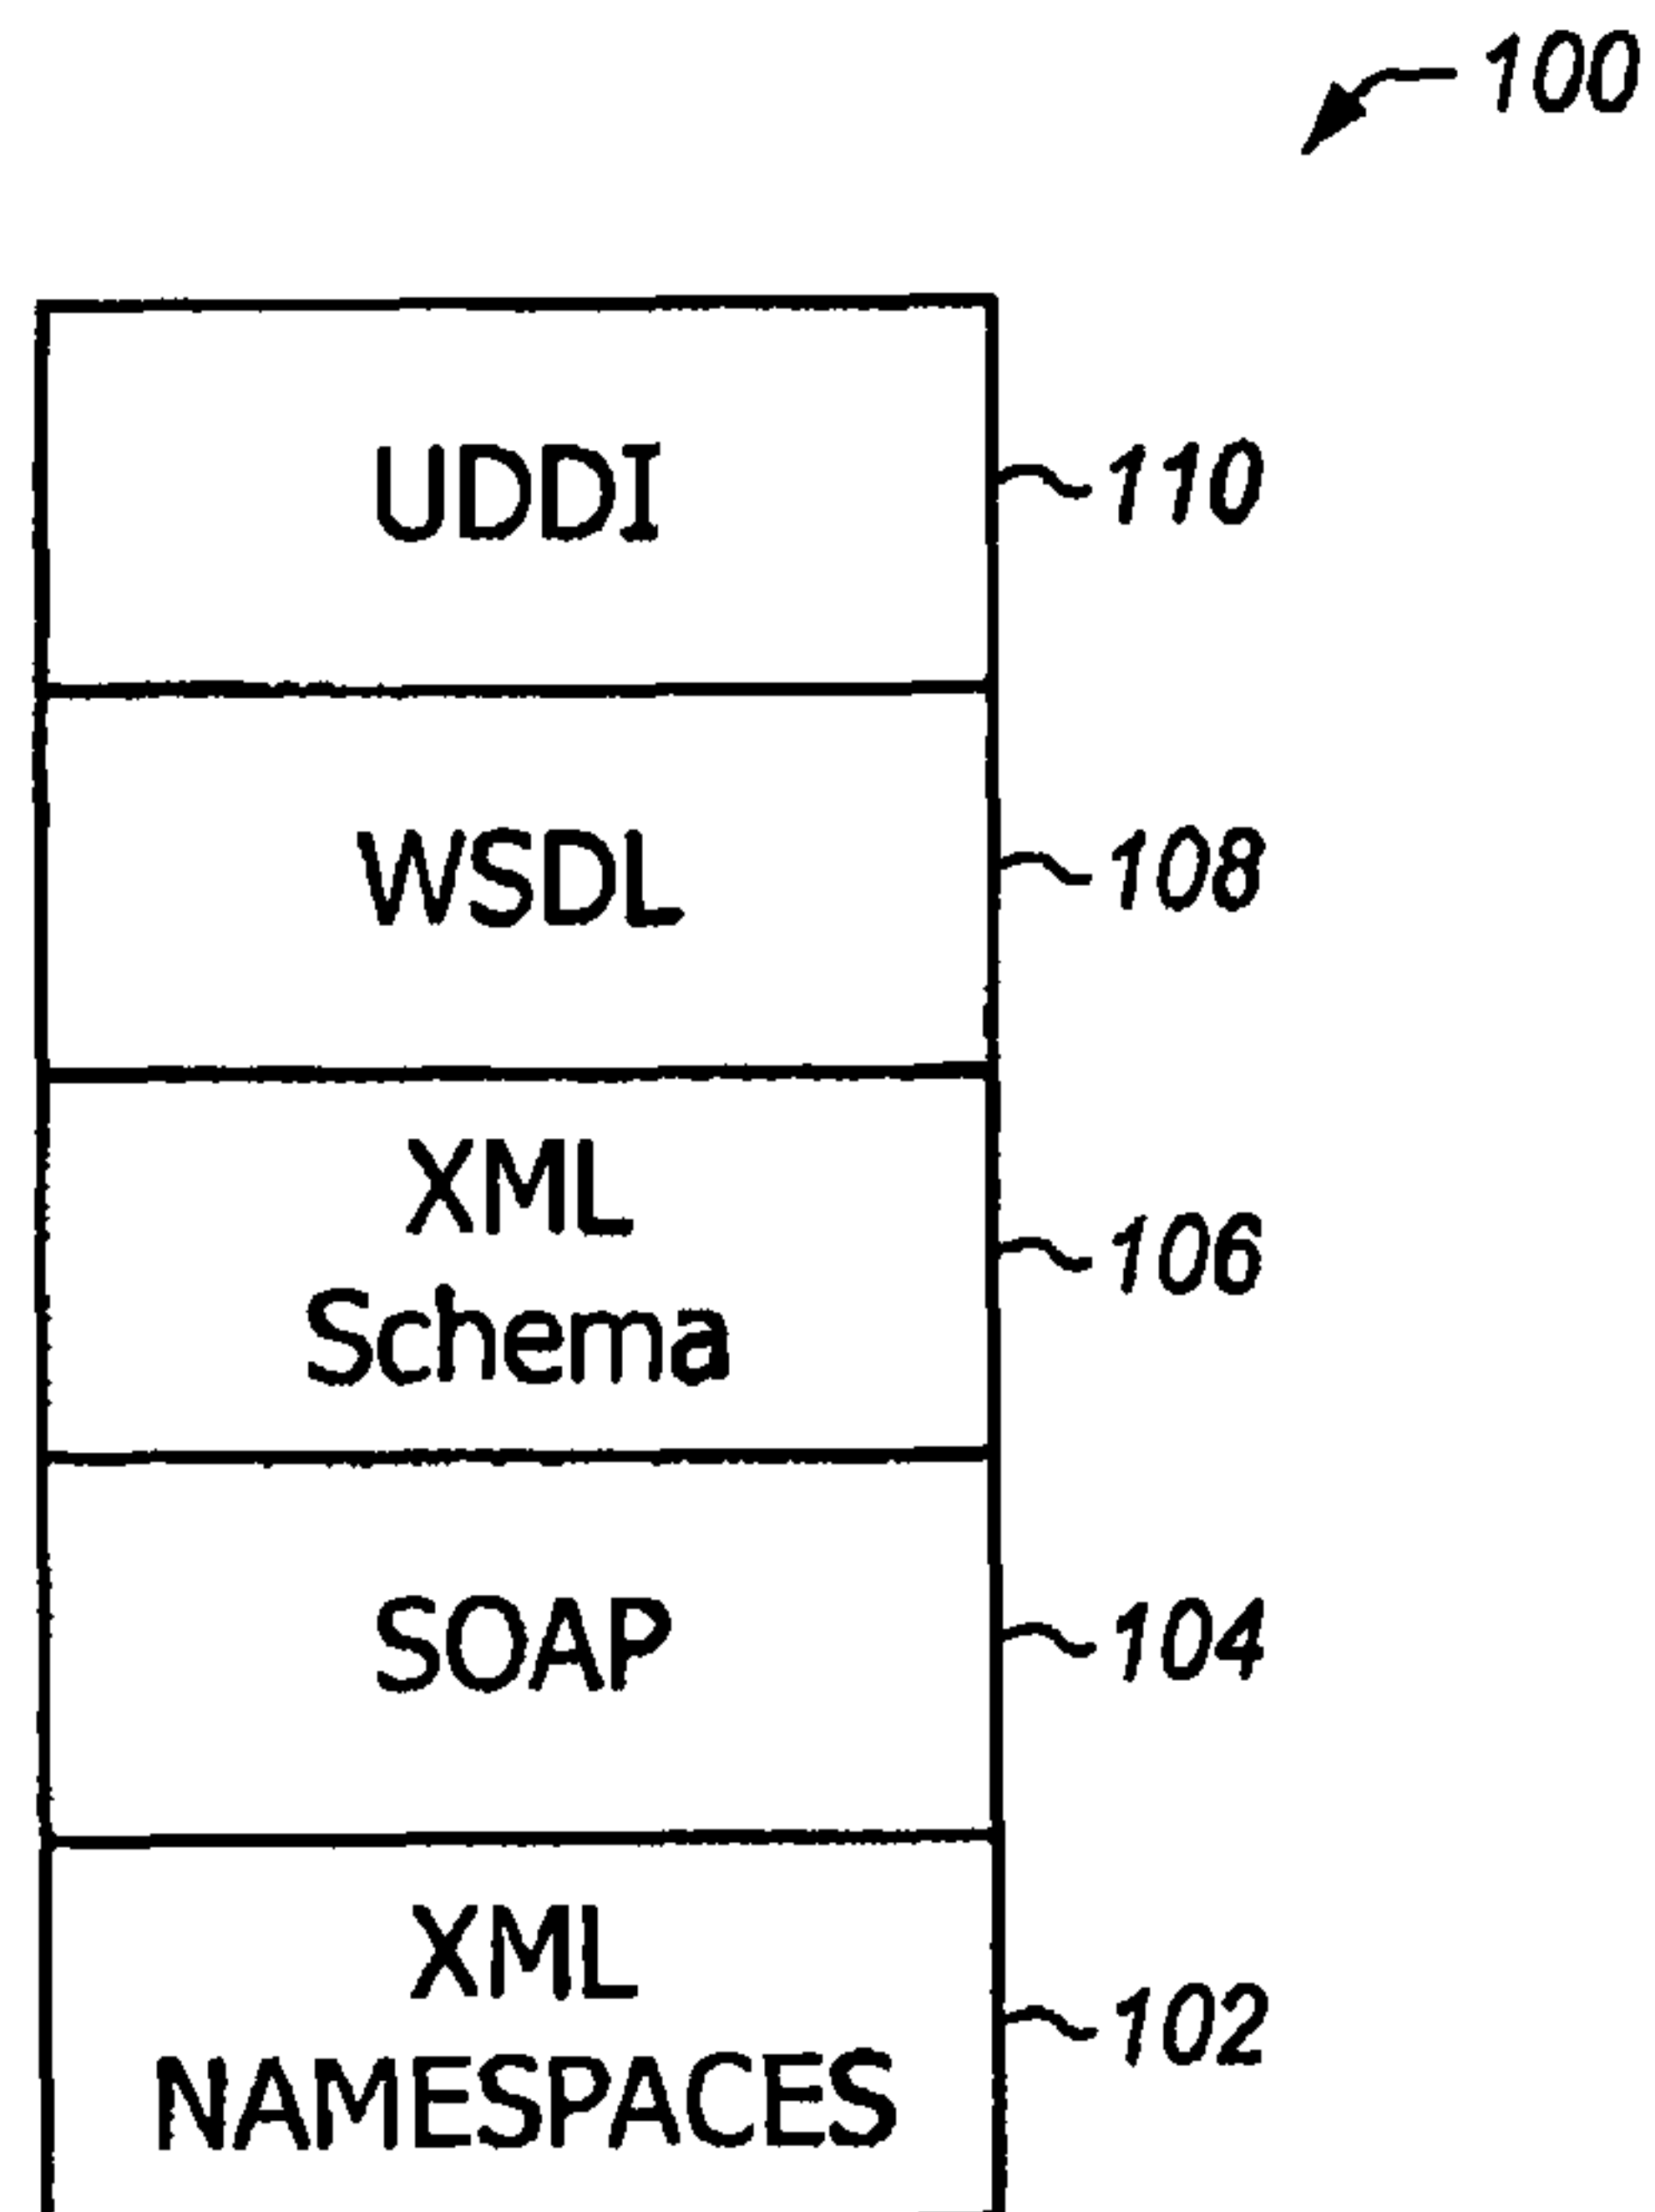 100
UDDI
110
WSDL
108
XML
Schema
106
SOAP
104
XML
NAMESPACES
102